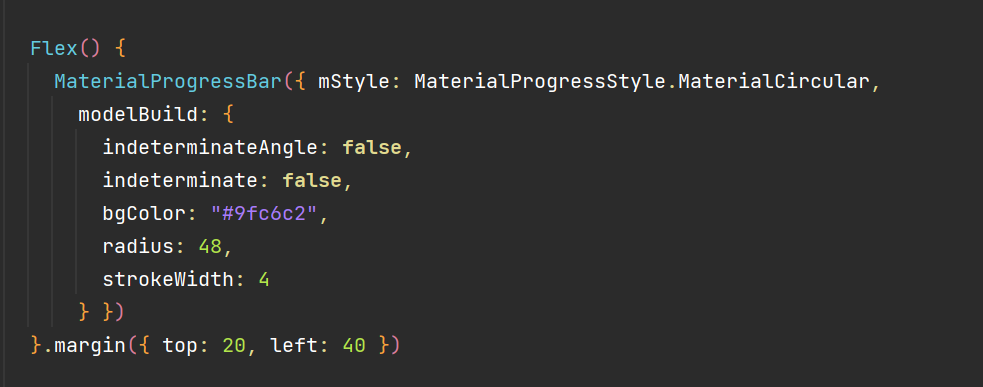 Flex() {
MaterialProgressBar({ mStyle: MaterialProgressStyle.MaterialCircular,
modelBuild: {
indeterminateAngle: false,
indeterminate: false,
bgColor: "#9fc6c2",
radius: 48,
strokeWidth: 4
} })
}.margin({ top: 20, left: 40 })